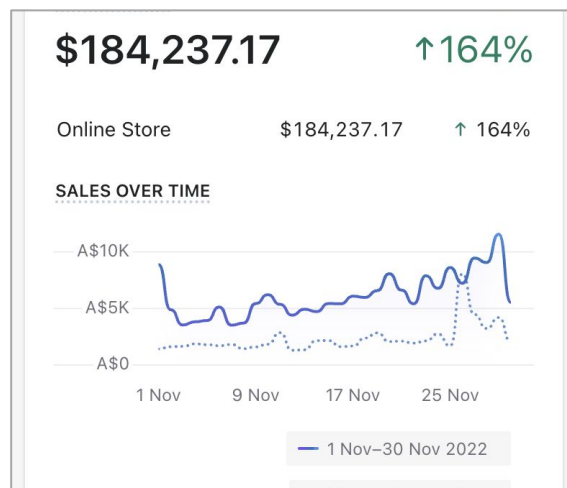 $184,237.17 ↑164%
Online Store $184,237.17 ↑ 164%
SALES OVER TIME
A$10K
A$5K
A$0
1 Nov 9 Nov 17 Nov 25 Nov
1 Nov–30 Nov 2022